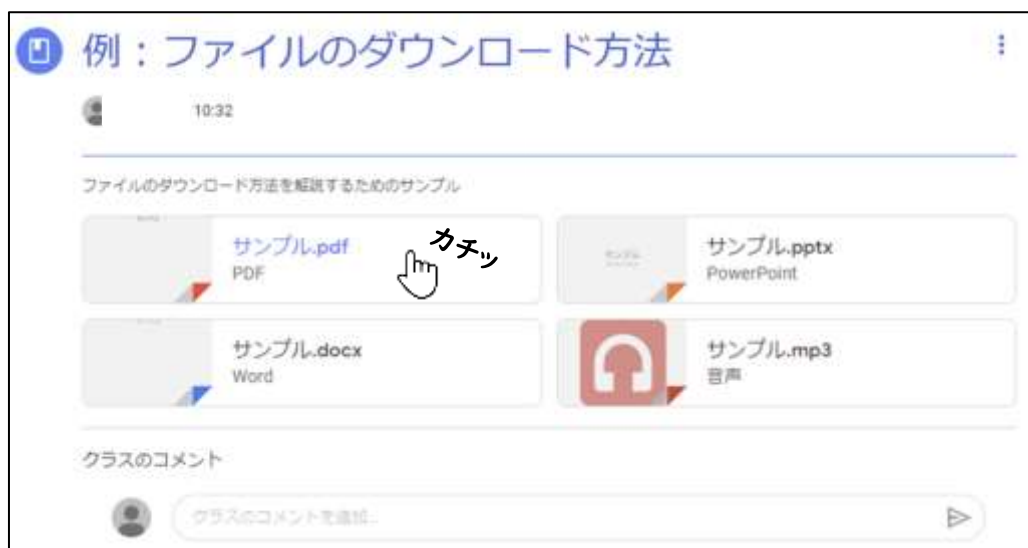 例：ファイルのダウンロード方法
10:32
ファイルのダウンロード方法を解説するためのサンプル
サンプル.pdf
PDF
カチッ
サンプル.pptx
PowerPoint
サンプル.docx
Word
サンプル.mp3
音声
クラスのコメント
クラスのコメントを追加...